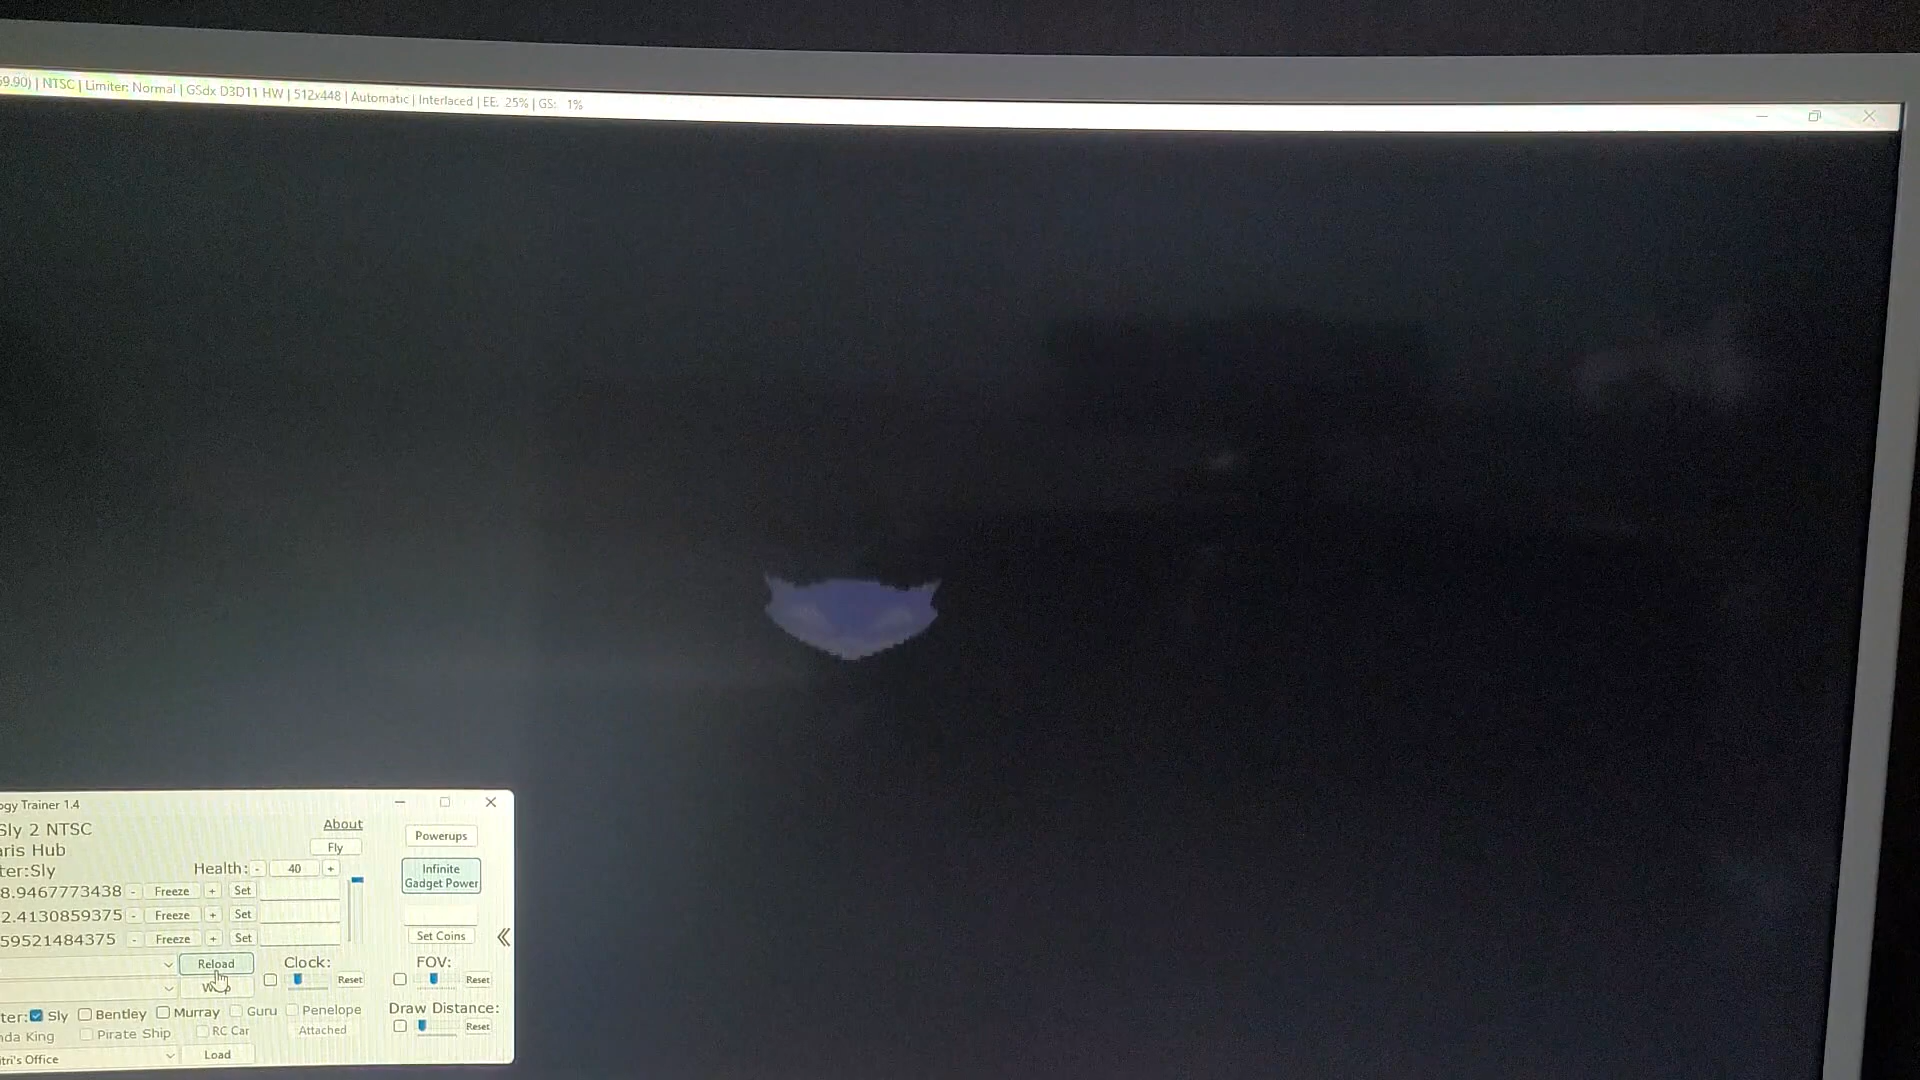 59.90) | NTSC | Limiter: Normal | GSdx D3D11 HW | 512x448 | Automatic | Interlaced | EE: 25% | GS: 1%
ogy Trainer 1.4
Sly 2 NTSC
aris Hub
ter:Sly
About
Fly
Health: - 40 +
8.9467773438 - Freeze + Set
2.4130859375 - Freeze + Set
59521484375 - Freeze + Set
Powerups
Infinite
Gadget Power
Set Coins
Reload
Clock:
Reset
FOV:
Reset
Draw Distance:
Reset
ter: Sly Bentley Murray Guru Penelope
nda King Pirate Ship RC Car Attached
itri's Office Load